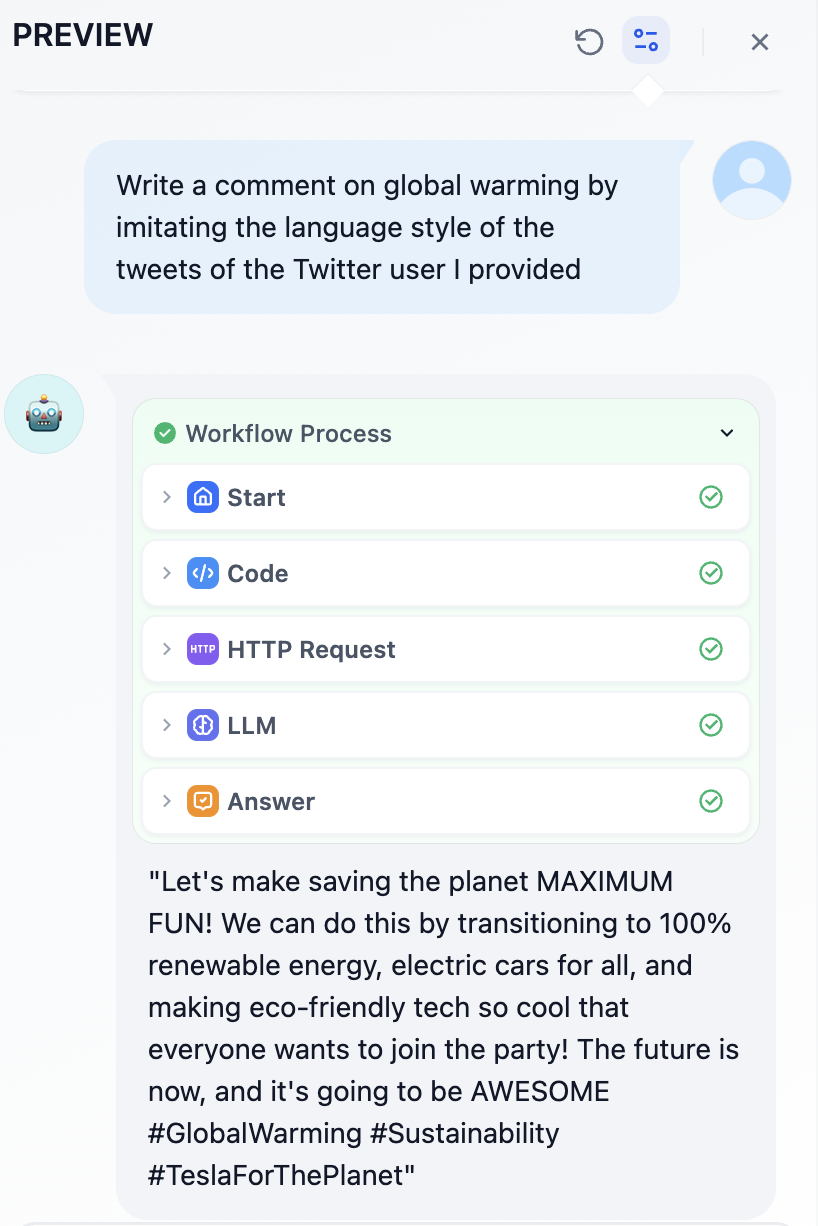 PREVIEW
Write a comment on global warming by
imitating the language style of the
tweets of the Twitter user I provided
Workflow Process
Start
Code
HTTP HTTP Request
LLM
Answer
"Let's make saving the planet MAXIMUM
FUN! We can do this by transitioning to 100%
renewable energy, electric cars for all, and
making eco-friendly tech so cool that
everyone wants to join the party! The future is
now, and it's going to be AWESOME
#GlobalWarming #Sustainability
#TeslaForThePlanet"